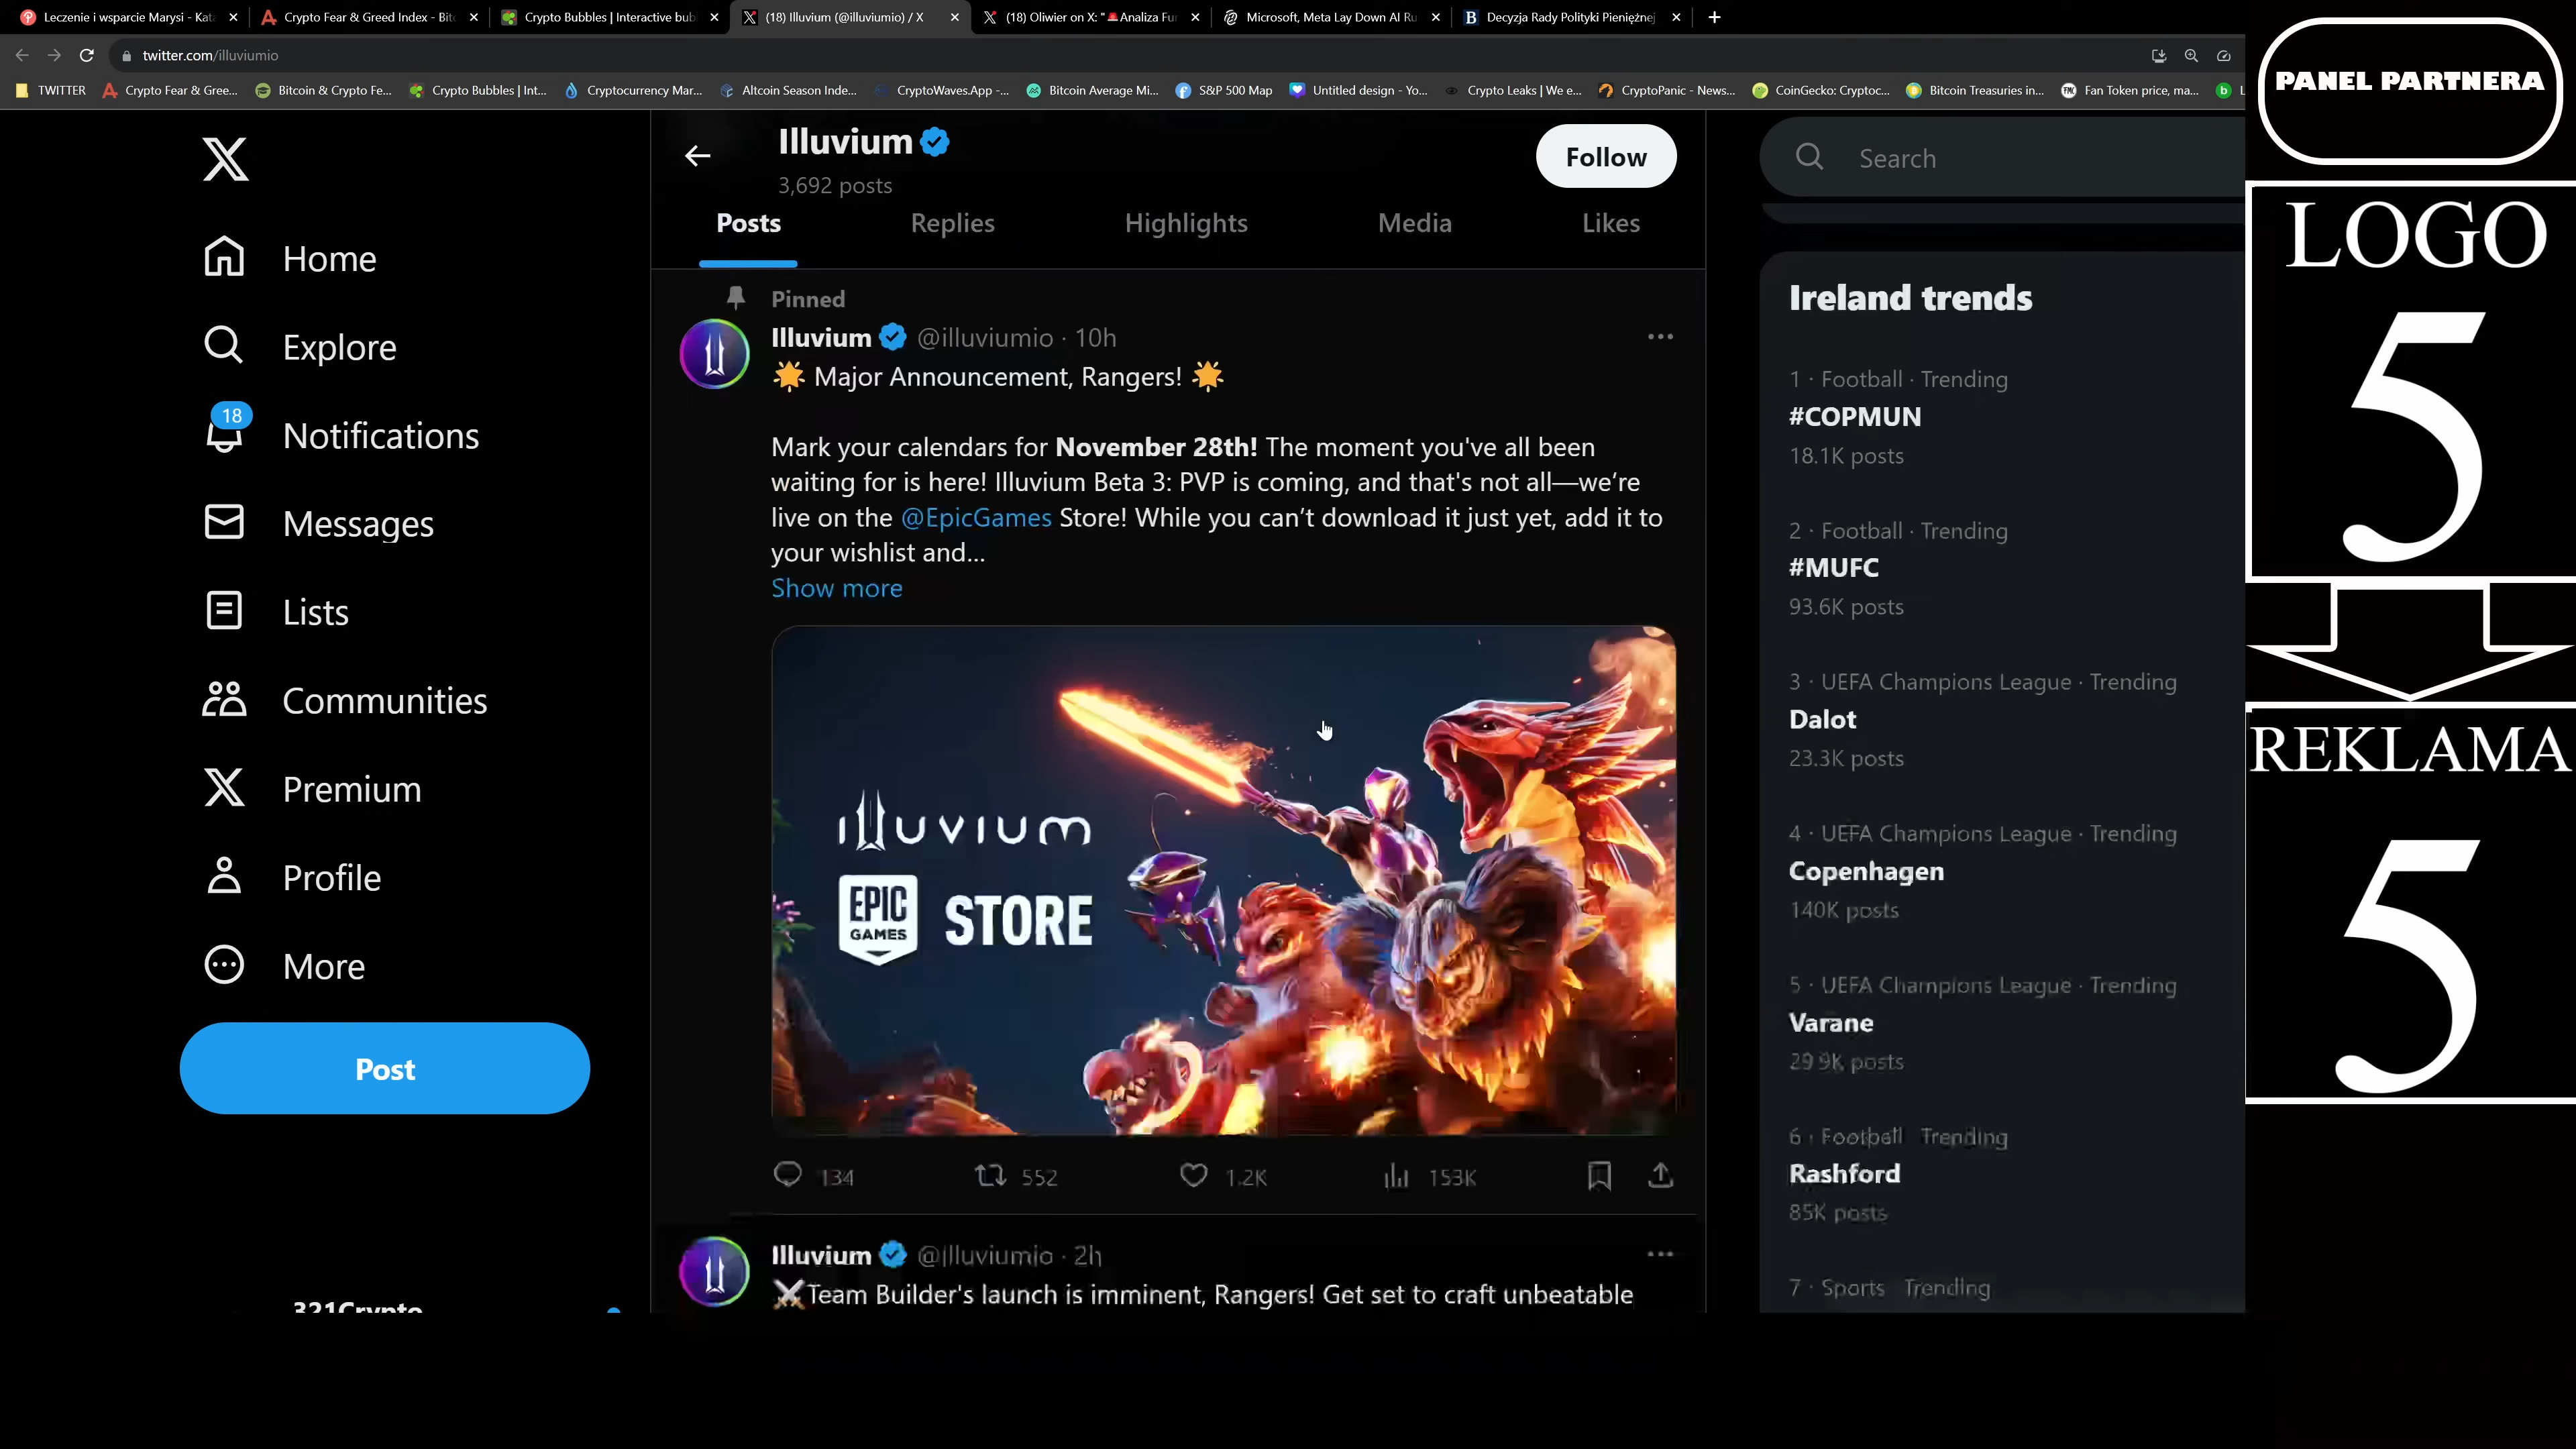 Leczenie i wsparcie Marysi - Kata
Crypto Fear & Greed Index - Bit
Crypto Bubbles | Interactive bub
(18) Illuvium (@illuviumio) / X
(18) Oliwier on X: "🚨Analiza Fu
Microsoft, Meta Lay Down AI Ru
Decyzja Rady Polityki Pieniężnej
twitter.com/illuviumio
TWITTER
Crypto Fear & Gree...
Bitcoin & Crypto Fe...
Crypto Bubbles | Int...
Cryptocurrency Mar...
Altcoin Season Inde...
CryptoWaves.App -...
Bitcoin Average Mi...
S&P 500 Map
Untitled design - Yo...
Crypto Leaks | We e...
CryptoPanic - News...
CoinGecko: Cryptoc...
Bitcoin Treasuries in...
Fan Token price, ma...
PANEL PARTNERA
Home
Explore
18
Notifications
Messages
Lists
Communities
Premium
Profile
More
Post
321Crypto
Illuvium
3,692 posts
Follow
Posts
Replies
Highlights
Media
Likes
Pinned
Illuvium @illuviumio · 10h
🌟 Major Announcement, Rangers! 🌟
Mark your calendars for November 28th! The moment you've all been
waiting for is here! Illuvium Beta 3: PVP is coming, and that's not all—we're
live on the @EpicGames Store! While you can't download it just yet, add it to
your wishlist and...
Show more
illuvium
EPIC
GAMES
STORE
134
552
1.2K
153K
Illuvium @illuviumio · 2h
⚔️Team Builder's launch is imminent, Rangers! Get set to craft unbeatable
Search
Ireland trends
1 · Football · Trending
#COPMUN
18.1K posts
2 · Football · Trending
#MUFC
93.6K posts
3 · UEFA Champions League · Trending
Dalot
23.3K posts
4 · UEFA Champions League · Trending
Copenhagen
140K posts
5 · UEFA Champions League · Trending
Varane
29.9K posts
6 · Football · Trending
Rashford
85K posts
7 · Sports · Trending
LOGO
5
REKLAMA
5